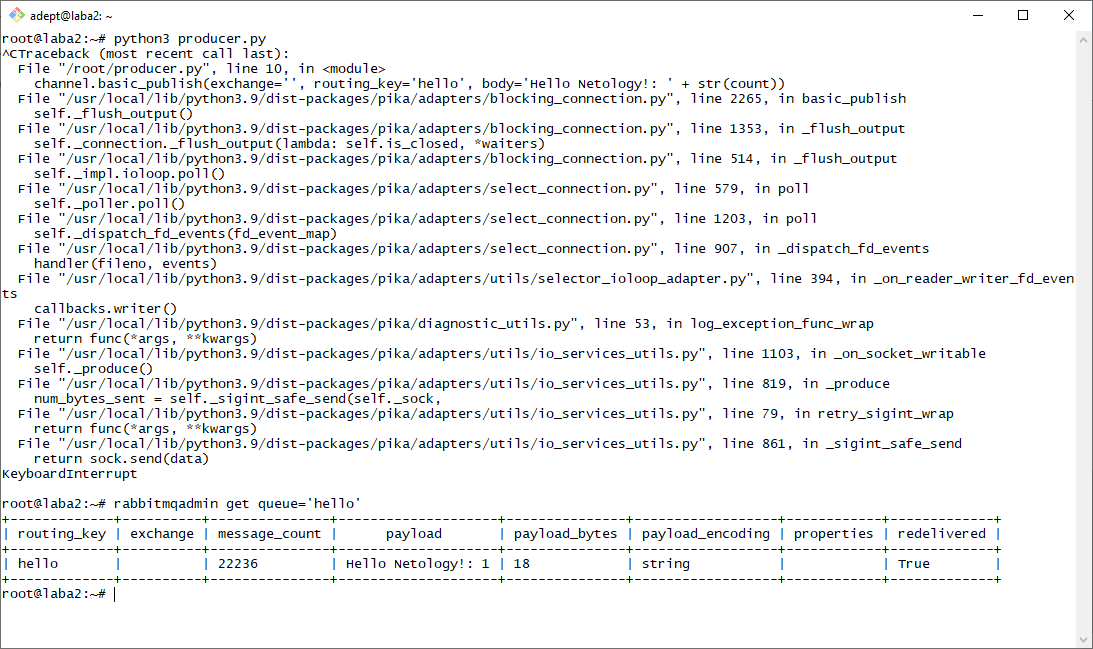 adept@laba2: ~
root@laba2:~# python3 producer.py
^CTraceback (most recent call last):
  File "/root/producer.py", line 10, in <module>
    channel.basic_publish(exchange='', routing_key='hello', body='Hello Netology!: ' + str(count))
  File "/usr/local/lib/python3.9/dist-packages/pika/adapters/blocking_connection.py", line 2265, in basic_publish
    self._flush_output()
  File "/usr/local/lib/python3.9/dist-packages/pika/adapters/blocking_connection.py", line 1353, in _flush_output
    self._connection._flush_output(lambda: self.is_closed, *waiters)
  File "/usr/local/lib/python3.9/dist-packages/pika/adapters/blocking_connection.py", line 514, in _flush_output
    self._impl.ioloop.poll()
  File "/usr/local/lib/python3.9/dist-packages/pika/adapters/select_connection.py", line 579, in poll
    self._poller.poll()
  File "/usr/local/lib/python3.9/dist-packages/pika/adapters/select_connection.py", line 1203, in poll
    self._dispatch_fd_events(fd_event_map)
  File "/usr/local/lib/python3.9/dist-packages/pika/adapters/select_connection.py", line 907, in _dispatch_fd_events
    handler(fileno, events)
  File "/usr/local/lib/python3.9/dist-packages/pika/adapters/utils/selector_ioloop_adapter.py", line 394, in _on_reader_writer_fd_even
ts
    callbacks.writer()
  File "/usr/local/lib/python3.9/dist-packages/pika/diagnostic_utils.py", line 53, in log_exception_func_wrap
    return func(*args, **kwargs)
  File "/usr/local/lib/python3.9/dist-packages/pika/adapters/utils/io_services_utils.py", line 1103, in _on_socket_writable
    self._produce()
  File "/usr/local/lib/python3.9/dist-packages/pika/adapters/utils/io_services_utils.py", line 819, in _produce
    num_bytes_sent = self._sigint_safe_send(self._sock,
  File "/usr/local/lib/python3.9/dist-packages/pika/adapters/utils/io_services_utils.py", line 79, in retry_sigint_wrap
    return func(*args, **kwargs)
  File "/usr/local/lib/python3.9/dist-packages/pika/adapters/utils/io_services_utils.py", line 861, in _sigint_safe_send
    return sock.send(data)
KeyboardInterrupt
root@laba2:~# rabbitmqadmin get queue='hello'
+-------------+----------+---------------+--------------------+---------------+------------------+------------+-------------+
| routing_key | exchange | message_count |      payload       | payload_bytes | payload_encoding | properties | redelivered |
+-------------+----------+---------------+--------------------+---------------+------------------+------------+-------------+
| hello       |          | 22236         | Hello Netology!: 1 | 18            | string           |            | True        |
+-------------+----------+---------------+--------------------+---------------+------------------+------------+-------------+
root@laba2:~#